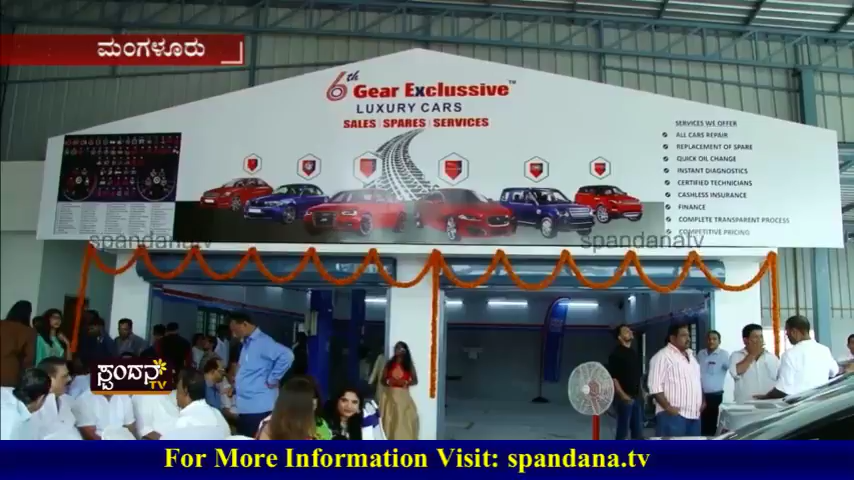 ಮಂಗಳೂರು
6th Gear Exclussive™
LUXURY CARS
SALES | SPARES | SERVICES
SERVICES WE OFFER
ALL CARS REPAIR
REPLACEMENT OF SPARE
QUICK OIL CHANGE
INSTANT DIAGNOSTICS
CERTIFIED TECHNICIANS
CASHLESS INSURANCE
FINANCE
COMPLETE TRANSPARENT PROCESS
COMPETITIVE PRICING
spandanatv
spandanatv
ಸ್ಪಂದನ
TV
For More Information Visit: spandana.tv